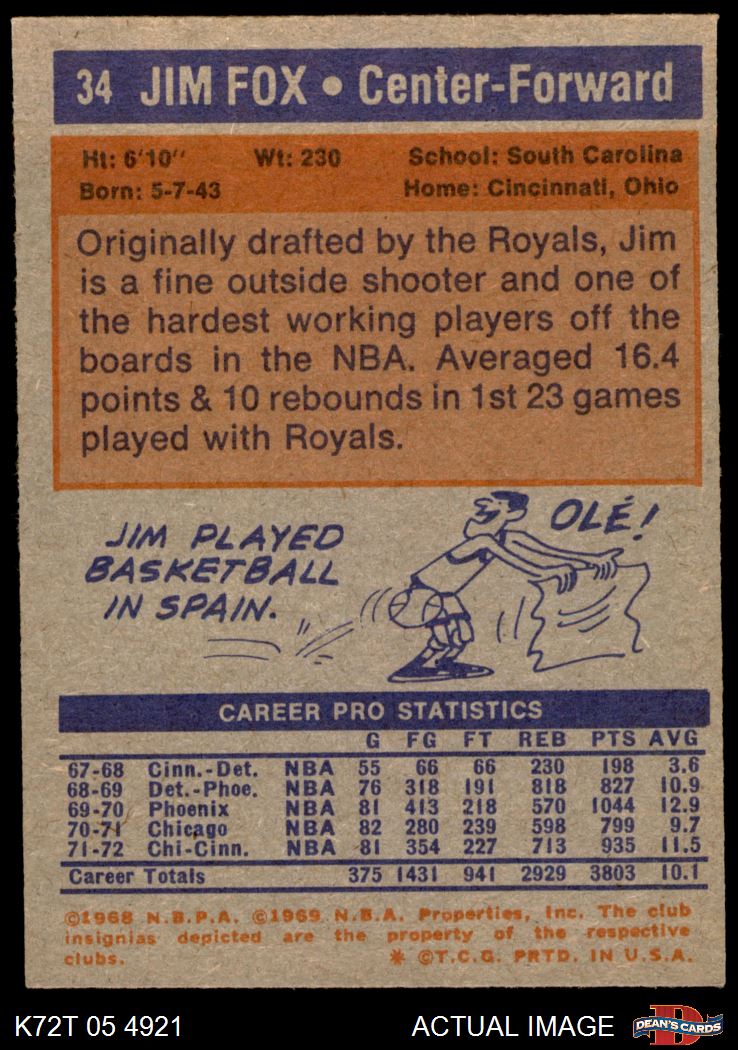 34 JIM FOX • Center-Forward
Ht: 6'10" Wt: 230 School: South Carolina
Born: 5-7-43 Home: Cincinnati, Ohio
Originally drafted by the Royals, Jim
is a fine outside shooter and one of
the hardest working players off the
boards in the NBA. Averaged 16.4
points & 10 rebounds in 1st 23 games
played with Royals.
JIM PLAYED
BASKETBALL
IN SPAIN.
OLÉ!
CAREER PRO STATISTICS
G FG FT REB PTS AVG
67-68 Cinn.-Det. NBA 55 66 66 230 198 3.6
68-69 Det.-Phoe. NBA 76 318 191 818 827 10.9
69-70 Phoenix NBA 81 413 218 570 1044 12.9
70-71 Chicago NBA 82 280 239 598 799 9.7
71-72 Chi-Cinn. NBA 81 354 227 713 935 11.5
Career Totals 375 1431 941 2929 3803 10.1
©1968 N.B.P.A. ©1969 N.B.A. Properties, Inc. The club
insignias depicted are the property of the respective
clubs. * ©T.C.G. PRTD. IN U.S.A.
K72T 05 4921 ACTUAL IMAGE D DEAN'S CARDS